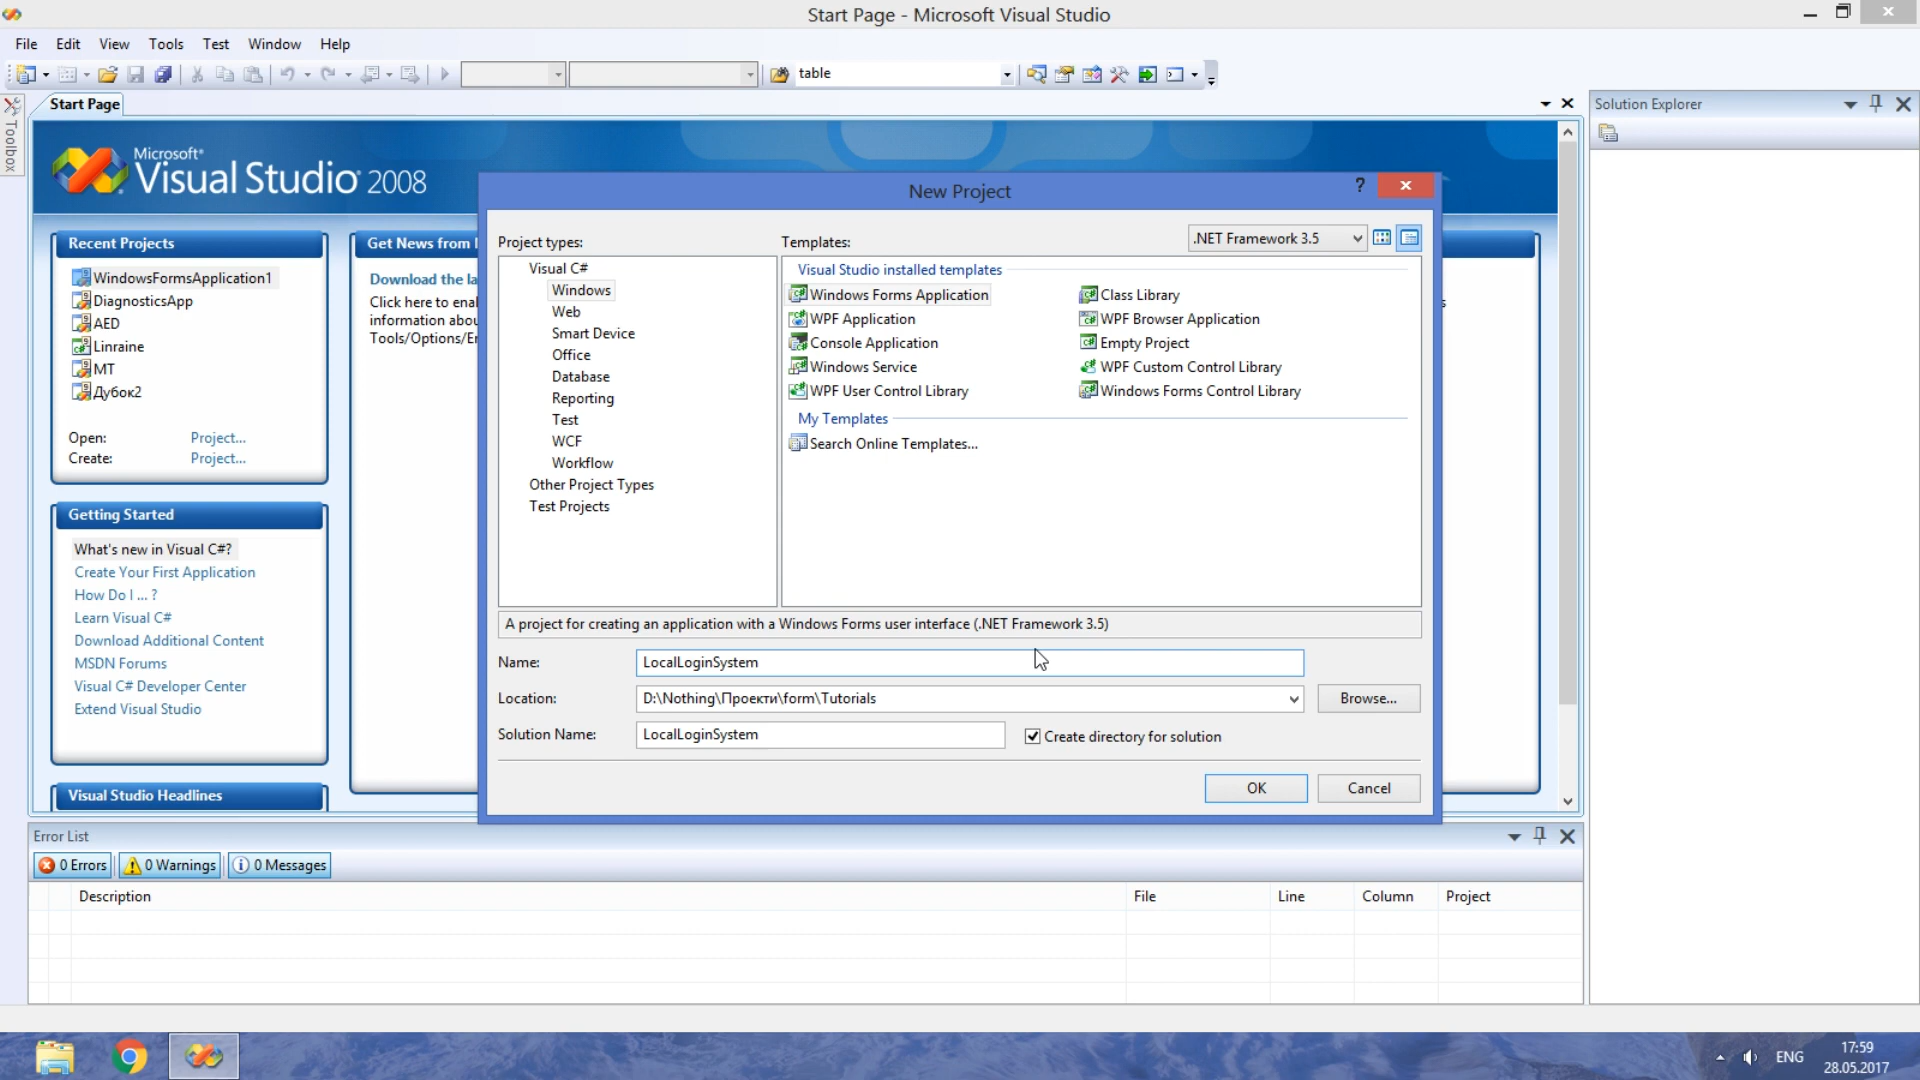 Start Page - Microsoft Visual Studio
File Edit View Tools Test Window Help
table
Toolbox
Start Page
Microsoft®
Visual Studio 2008
Recent Projects
WindowsFormsApplication1
DiagnosticsApp
AED
Linraine
MT
Дубок2
Open: Project...
Create: Project...
Getting Started
What's new in Visual C#?
Create Your First Application
How Do I ... ?
Learn Visual C#
Download Additional Content
MSDN Forums
Visual C# Developer Center
Extend Visual Studio
Visual Studio Headlines
Get News from
Download the la
Click here to enal
information abou
Tools/Options/En
New Project
?
Project types:
Visual C#
Windows
Web
Smart Device
Office
Database
Reporting
Test
WCF
Workflow
Other Project Types
Test Projects
Templates:
.NET Framework 3.5
Visual Studio installed templates
Windows Forms Application
Class Library
WPF Application
WPF Browser Application
Console Application
Empty Project
Windows Service
WPF Custom Control Library
WPF User Control Library
Windows Forms Control Library
My Templates
Search Online Templates...
A project for creating an application with a Windows Forms user interface (.NET Framework 3.5)
Name: LocalLoginSystem
Location: D:\Nothing\Проекти\form\Tutorials
Browse...
Solution Name: LocalLoginSystem
Create directory for solution
OK Cancel
Solution Explorer
Error List
0 Errors 0 Warnings 0 Messages
Description File Line Column Project
ENG
17:59
28.05.2017